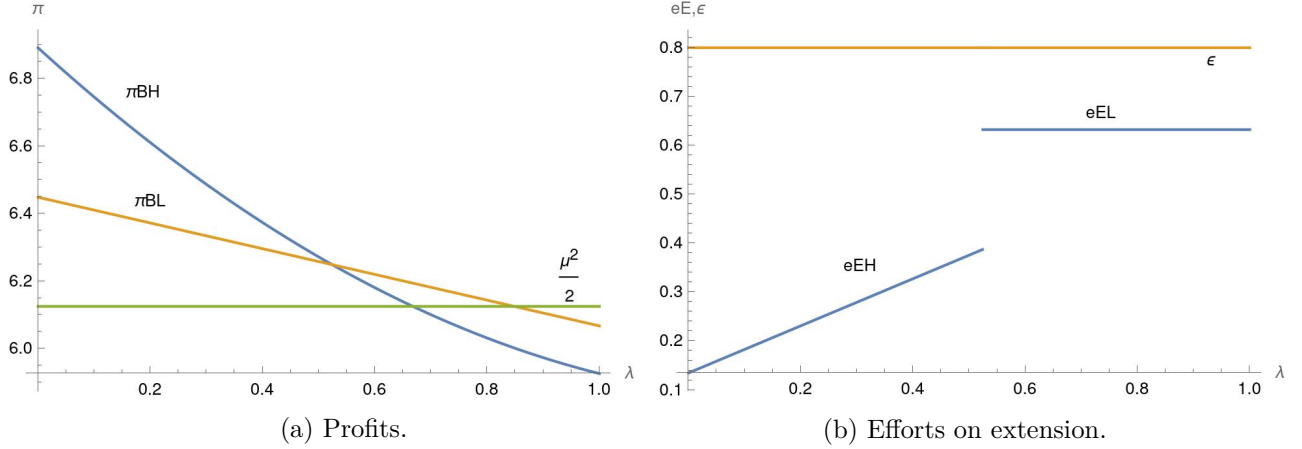 π
6.8
6.6
6.4
6.2
6.0
πBH
πBL
μ²/2
0.2 0.4 0.6 0.8 1.0 λ
(a) Profits.
eE,ϵ
0.8
0.7
0.6
0.5
0.4
0.3
0.2
0.1
ϵ
eEL
eEH
0.2 0.4 0.6 0.8 1.0 λ
(b) Efforts on extension.